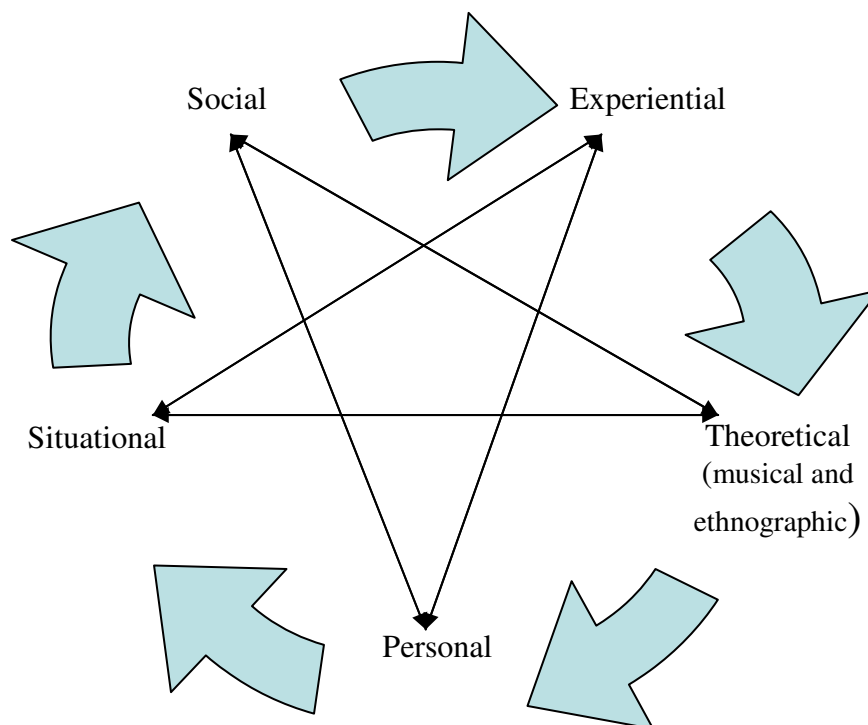 Social
Experiential
Situational
Theoretical
(musical and
ethnographic)
Personal